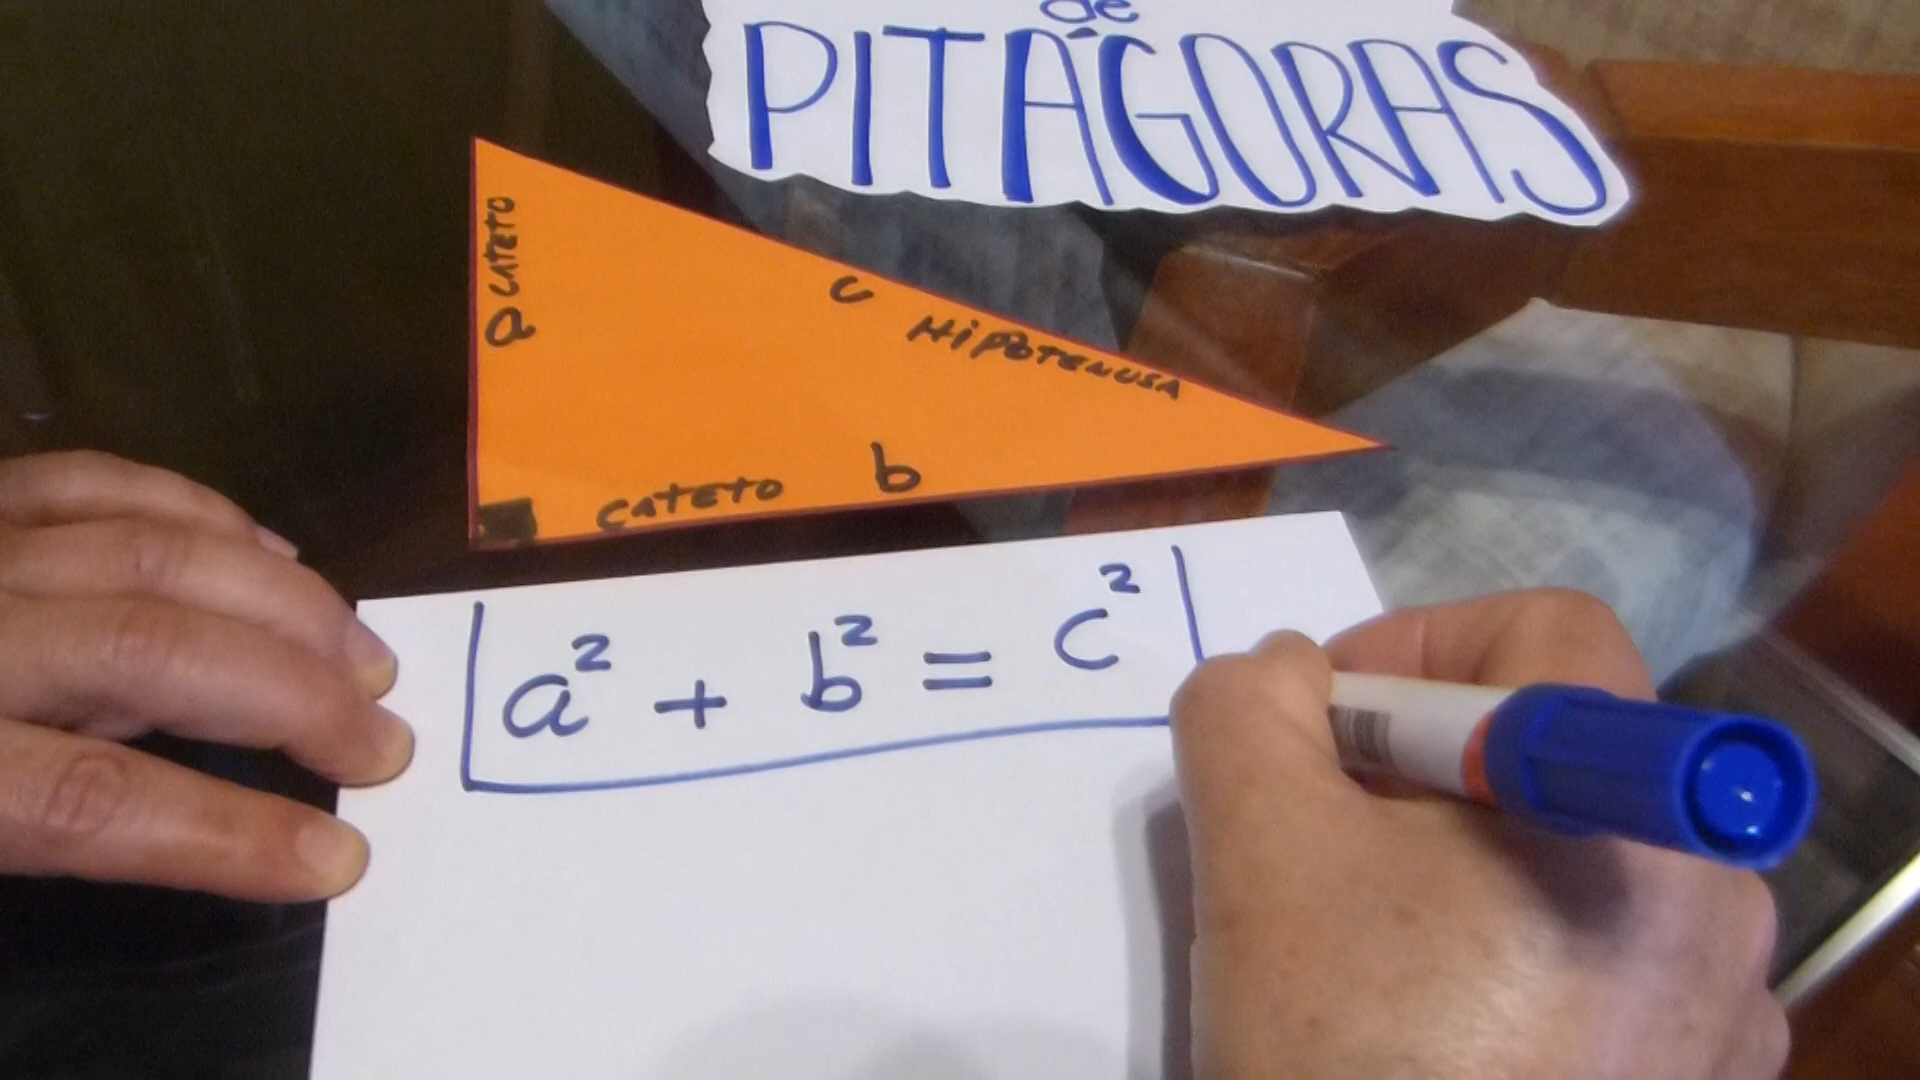 de
PITÁGORAS
a cateto
c HipOTENUSA
CATETO b
a² + b² = c²